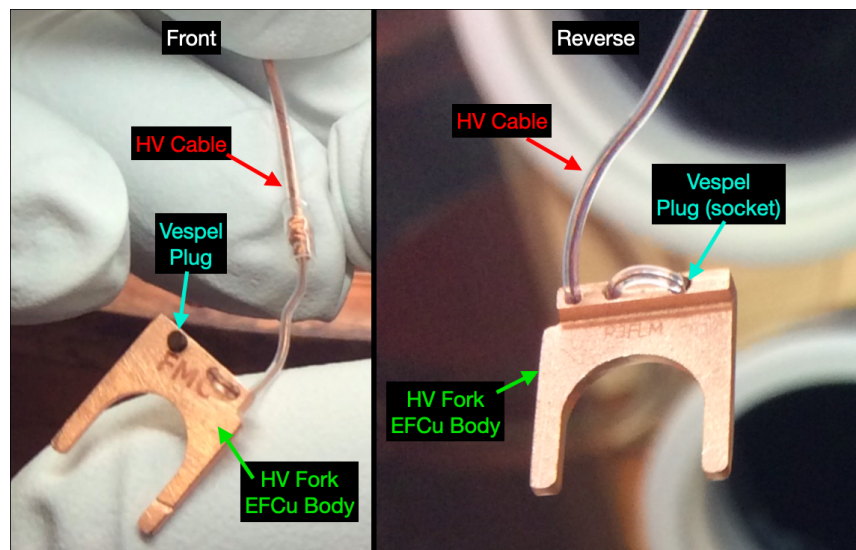 Front
HV Cable
Vespel
Plug
FMC
HV Fork
EFCu Body
Reverse
HV Cable
Vespel
Plug (socket)
HV Fork
EFCu Body